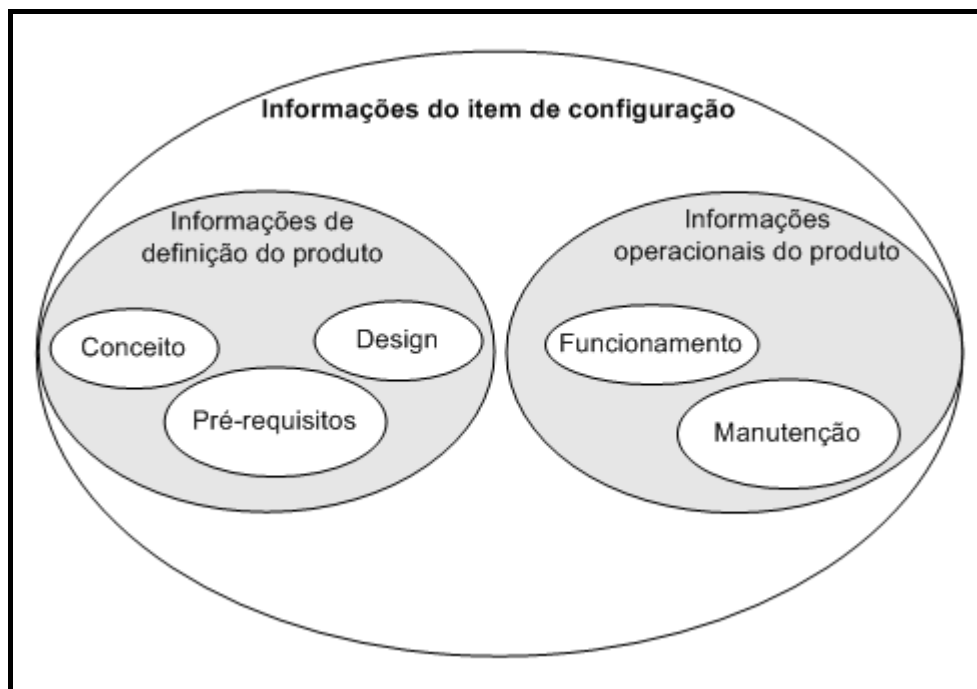 Informações do item de configuração
Informações de
definição do produto
Conceito
Design
Pré-requisitos
Informações
operacionais do produto
Funcionamento
Manutenção